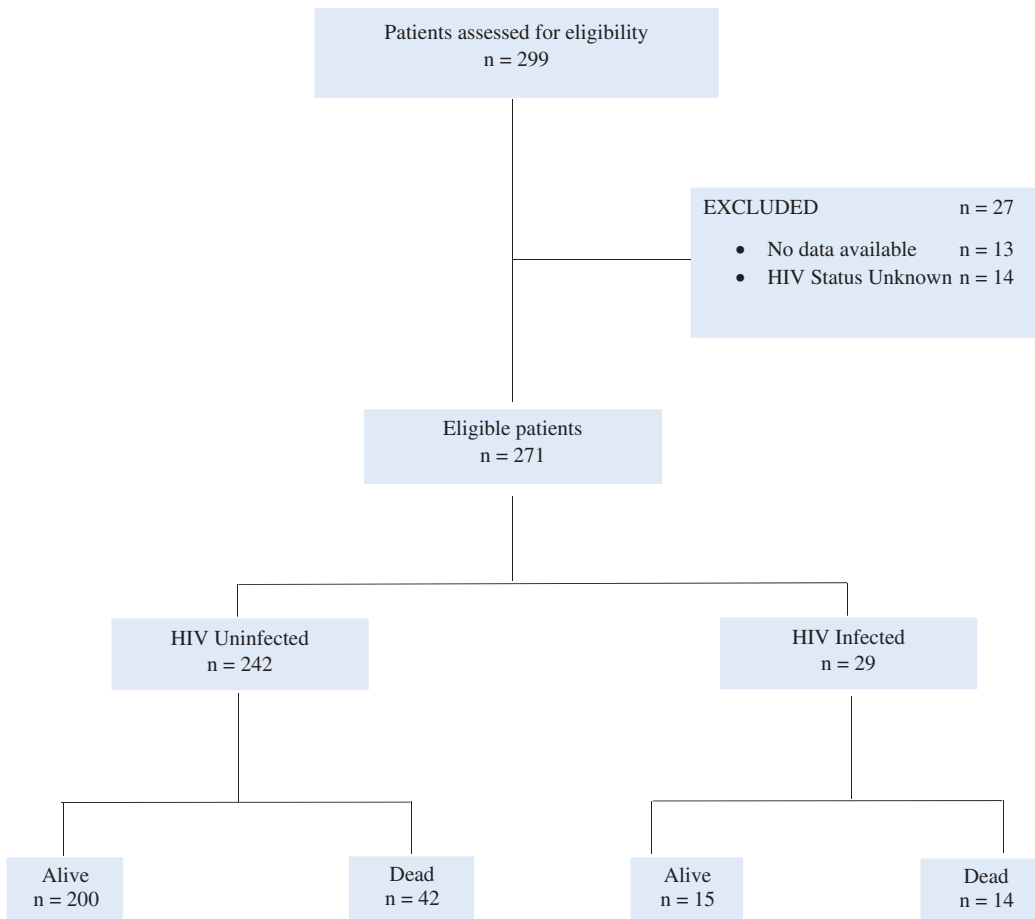 Patients assessed for eligibility
n = 299
EXCLUDED n = 27
• No data available n = 13
• HIV Status Unknown n = 14
Eligible patients
n = 271
HIV Uninfected
n = 242
HIV Infected
n = 29
Alive
n = 200
Dead
n = 42
Alive
n = 15
Dead
n = 14